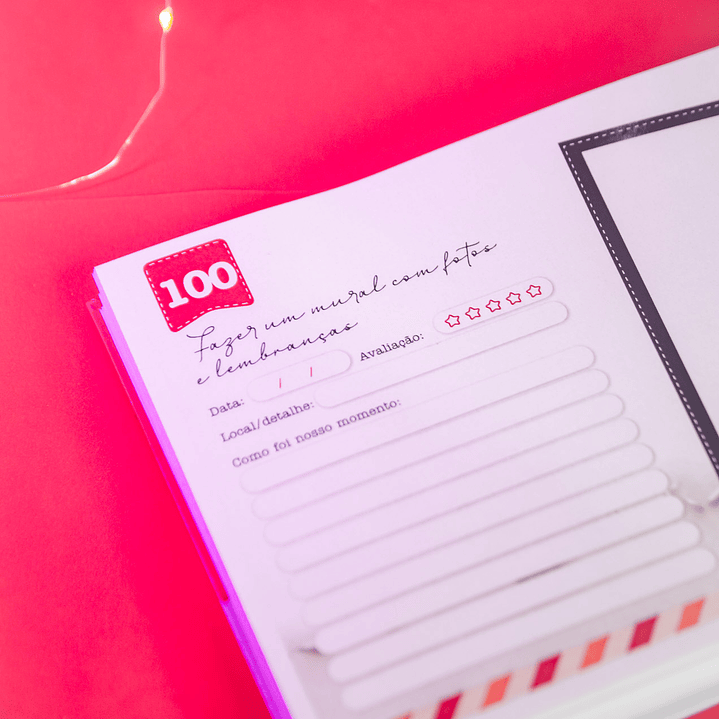 100
Fazer um mural com fotos
e lembranças
Data: / / Avaliação:
Local/detalhe:
Como foi nosso momento: